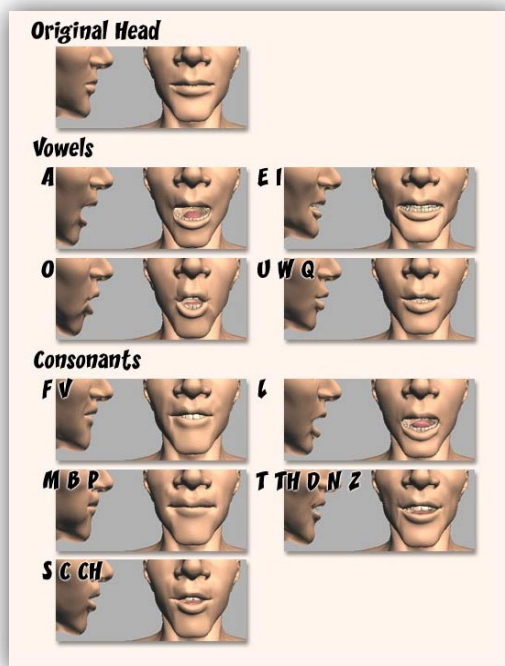 Original Head
Vowels
A
E I
O
U W Q
Consonants
F V
L
M B P
T TH D N Z
S C CH